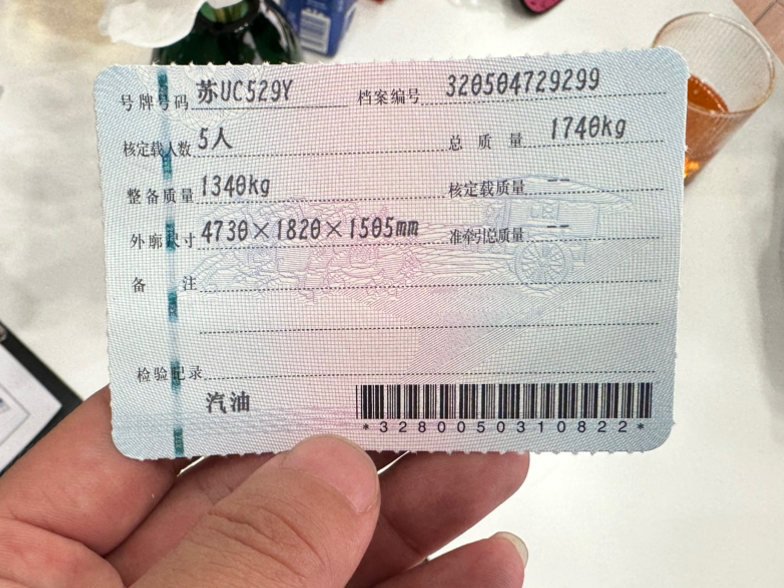 号牌号码 苏UC529Y 档案编号 320504729299
核定载人数 5人 总质量 1740kg
整备质量 1340kg 核定载质量 --
外廓尺寸 4730×1820×1505mm 准牵引总质量 --
备注
检验记录
汽油
*3280050310822*